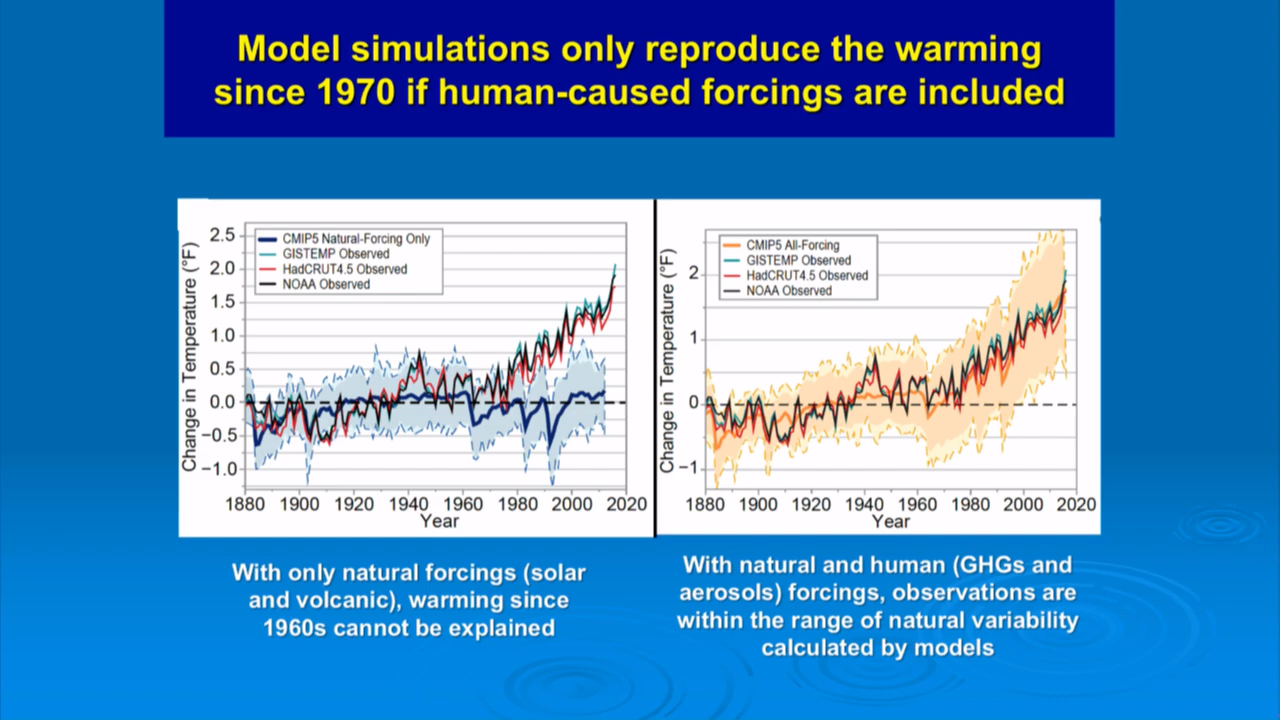 Model simulations only reproduce the warming
since 1970 if human-caused forcings are included
Change in Temperature (°F)
2.5
2.0
1.5
1.0
0.5
0.0
−0.5
−1.0
CMIP5 Natural-Forcing Only
GISTEMP Observed
HadCRUT4.5 Observed
NOAA Observed
1880 1900 1920 1940 1960 1980 2000 2020
Year
Change in Temperature (°F)
2
1
0
−1
CMIP5 All-Forcing
GISTEMP Observed
HadCRUT4.5 Observed
NOAA Observed
1880 1900 1920 1940 1960 1980 2000 2020
Year
With only natural forcings (solar
and volcanic), warming since
1960s cannot be explained
With natural and human (GHGs and
aerosols) forcings, observations are
within the range of natural variability
calculated by models